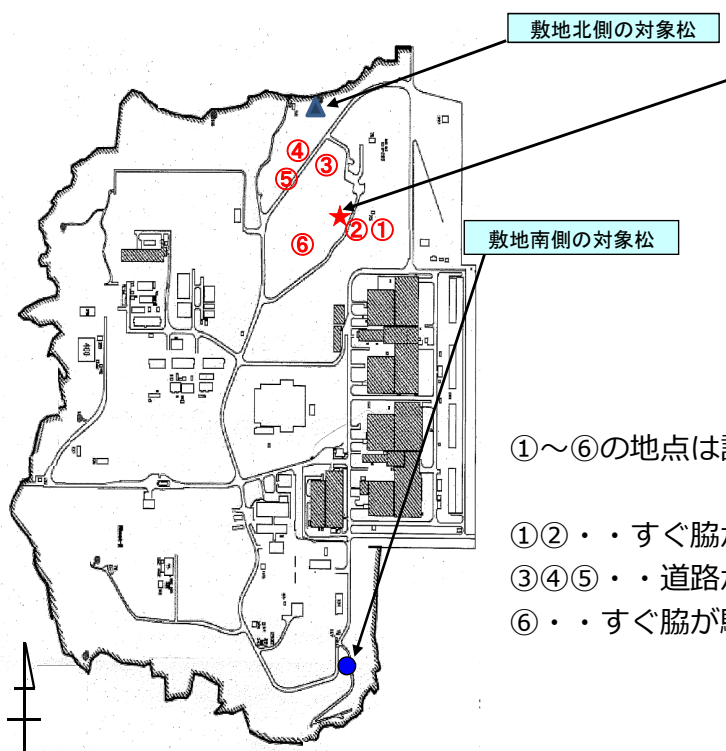 敷地北側の対象松
④
③
⑤
②①
⑥
敷地南側の対象松
①～⑥の地点は
①②・・すぐ脇が
③④⑤・・道路が
⑥・・すぐ脇が